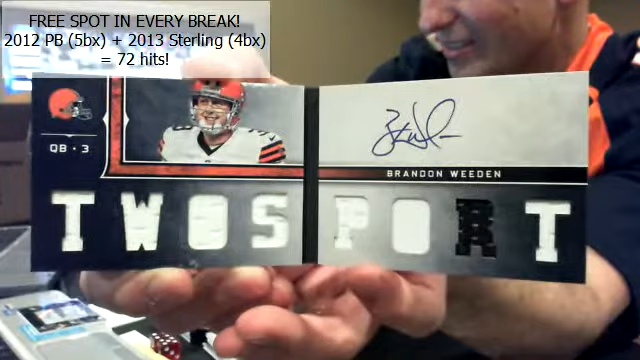 FREE SPOT IN EVERY BREAK!
2012 PB (5bx) + 2013 Sterling (4bx)
= 72 hits!
QB · 3
BRANDON WEEDEN
TWOSPORT